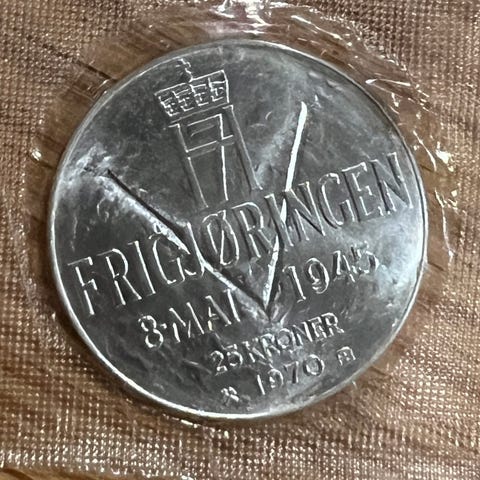 FRIGJØRINGEN
8·MAI 1945
25 KRONER
1970